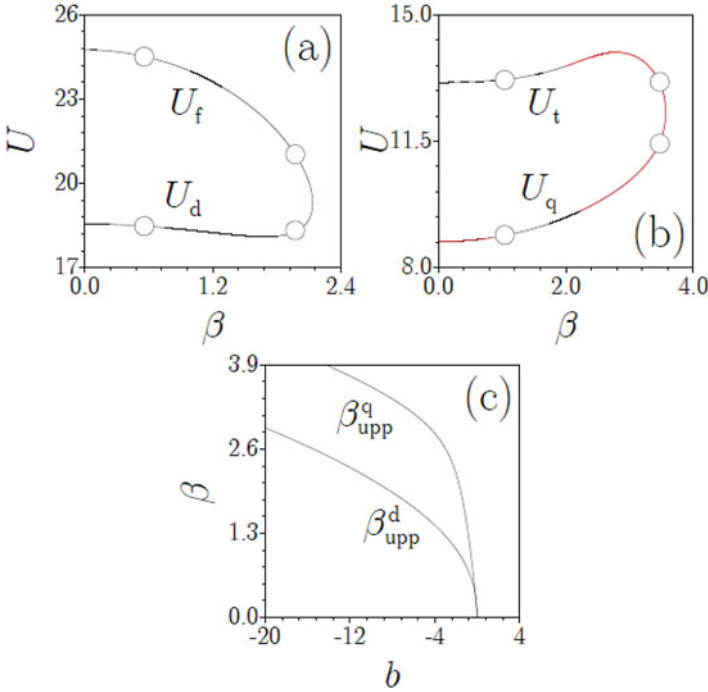 26
24
20
17
U
0.0
1.2
2.4
β
(a)
U_f
U_d
15.0
11.5
8.0
U
0.0
2.0
4.0
β
(b)
U_t
U_q
3.9
2.6
1.3
0.0
β
-20
-12
-4
4
b
(c)
β^q_upp
β^d_upp